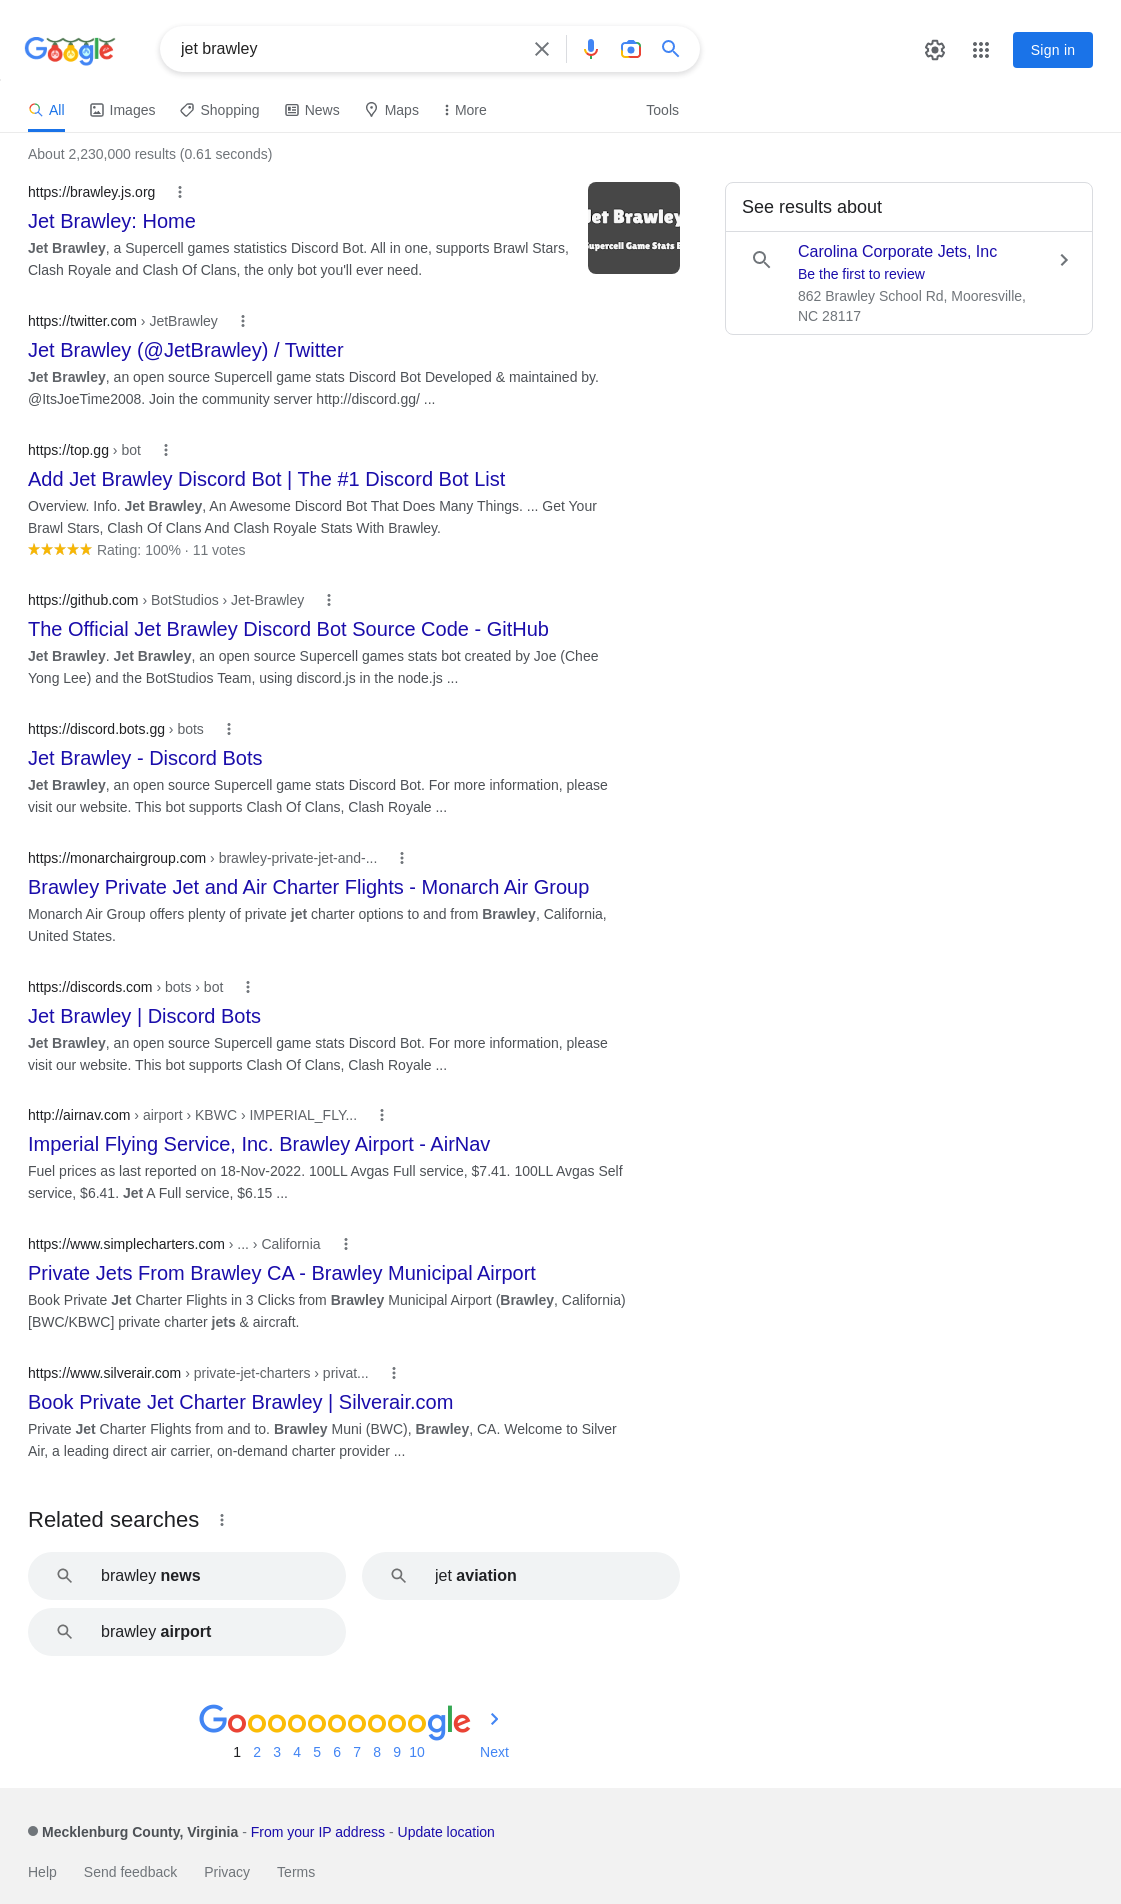 Google
jet brawley
Sign in
All Images Shopping News Maps More Tools
About 2,230,000 results (0.61 seconds)
https://brawley.js.org
Jet Brawley: Home
Jet Brawley, a Supercell games statistics Discord Bot. All in one, supports Brawl Stars,
Clash Royale and Clash Of Clans, the only bot you'll ever need.
Jet Brawley
Supercell Game Stats B
https://twitter.com › JetBrawley
Jet Brawley (@JetBrawley) / Twitter
Jet Brawley, an open source Supercell game stats Discord Bot Developed & maintained by.
@ItsJoeTime2008. Join the community server http://discord.gg/ ...
https://top.gg › bot
Add Jet Brawley Discord Bot | The #1 Discord Bot List
Overview. Info. Jet Brawley, An Awesome Discord Bot That Does Many Things. ... Get Your
Brawl Stars, Clash Of Clans And Clash Royale Stats With Brawley.
Rating: 100% · 11 votes
https://github.com › BotStudios › Jet-Brawley
The Official Jet Brawley Discord Bot Source Code - GitHub
Jet Brawley. Jet Brawley, an open source Supercell games stats bot created by Joe (Chee
Yong Lee) and the BotStudios Team, using discord.js in the node.js ...
https://discord.bots.gg › bots
Jet Brawley - Discord Bots
Jet Brawley, an open source Supercell game stats Discord Bot. For more information, please
visit our website. This bot supports Clash Of Clans, Clash Royale ...
https://monarchairgroup.com › brawley-private-jet-and-...
Brawley Private Jet and Air Charter Flights - Monarch Air Group
Monarch Air Group offers plenty of private jet charter options to and from Brawley, California,
United States.
https://discords.com › bots › bot
Jet Brawley | Discord Bots
Jet Brawley, an open source Supercell game stats Discord Bot. For more information, please
visit our website. This bot supports Clash Of Clans, Clash Royale ...
http://airnav.com › airport › KBWC › IMPERIAL_FLY...
Imperial Flying Service, Inc. Brawley Airport - AirNav
Fuel prices as last reported on 18-Nov-2022. 100LL Avgas Full service, $7.41. 100LL Avgas Self
service, $6.41. Jet A Full service, $6.15 ...
https://www.simplecharters.com › ... › California
Private Jets From Brawley CA - Brawley Municipal Airport
Book Private Jet Charter Flights in 3 Clicks from Brawley Municipal Airport (Brawley, California)
[BWC/KBWC] private charter jets & aircraft.
https://www.silverair.com › private-jet-charters › privat...
Book Private Jet Charter Brawley | Silverair.com
Private Jet Charter Flights from and to. Brawley Muni (BWC), Brawley, CA. Welcome to Silver
Air, a leading direct air carrier, on-demand charter provider ...
See results about
Carolina Corporate Jets, Inc
Be the first to review
862 Brawley School Rd, Mooresville,
NC 28117
Related searches
brawley news
jet aviation
brawley airport
Goooooooooogle
1 2 3 4 5 6 7 8 9 10 Next
Mecklenburg County, Virginia - From your IP address - Update location
Help Send feedback Privacy Terms